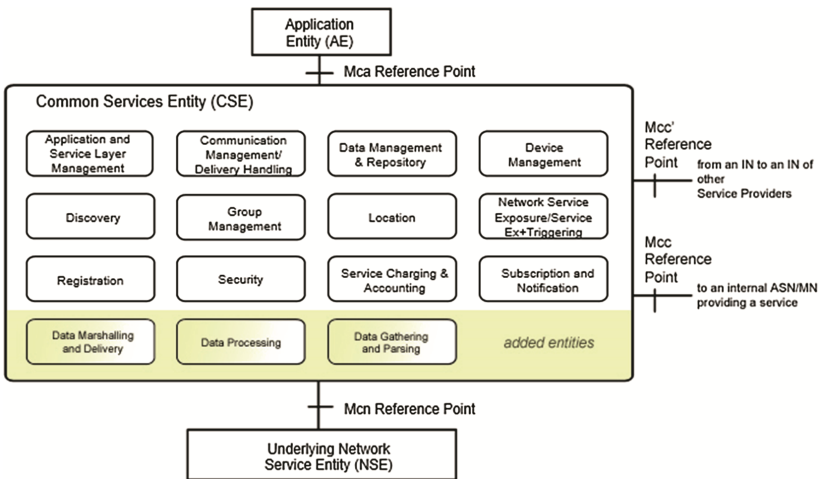 Application
Entity (AE)
Mca Reference Point
Common Services Entity (CSE)
Application and
Service Layer
Management
Communication
Management/
Delivery Handling
Data Management
& Repository
Device
Management
Discovery
Group
Management
Location
Network Service
Exposure/Service
Ex+Triggering
Registration
Security
Service Charging &
Accounting
Subscription and
Notification
Data Marshalling
and Delivery
Data Processing
Data Gathering
and Parsing
added entities
Mcc'
Reference
Point
from an IN to an IN of
other
Service Providers
Mcc
Reference
Point
to an internal ASN/MN
providing a service
Mcn Reference Point
Underlying Network
Service Entity (NSE)